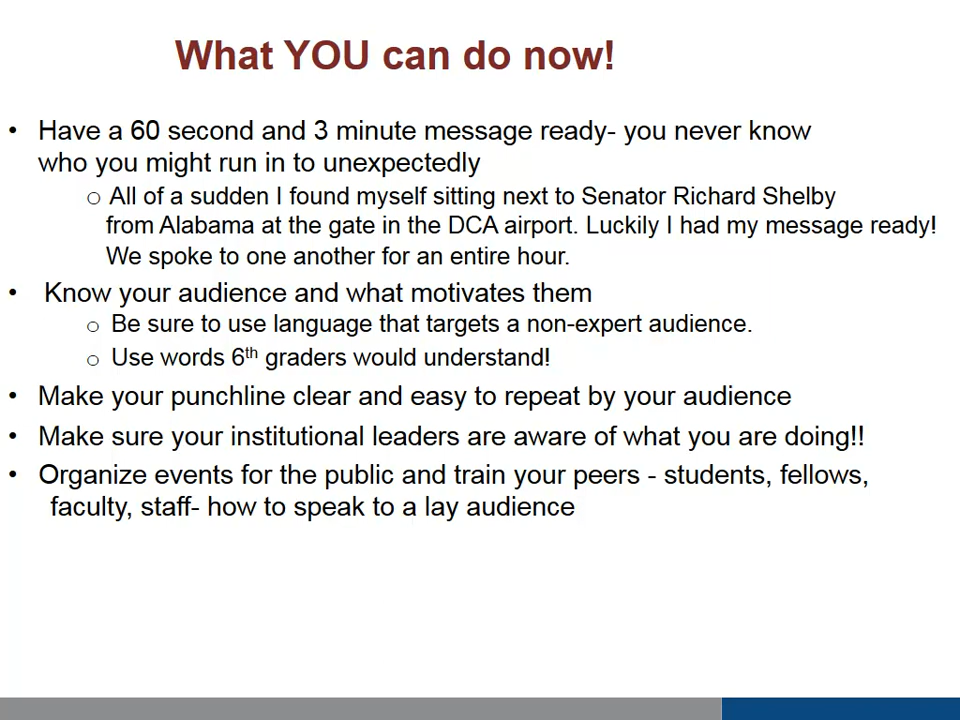 What YOU can do now!
• Have a 60 second and 3 minute message ready- you never know
who you might run in to unexpectedly
o All of a sudden I found myself sitting next to Senator Richard Shelby
from Alabama at the gate in the DCA airport. Luckily I had my message ready!
We spoke to one another for an entire hour.
• Know your audience and what motivates them
o Be sure to use language that targets a non-expert audience.
o Use words 6th graders would understand!
• Make your punchline clear and easy to repeat by your audience
• Make sure your institutional leaders are aware of what you are doing!!
• Organize events for the public and train your peers - students, fellows,
faculty, staff- how to speak to a lay audience